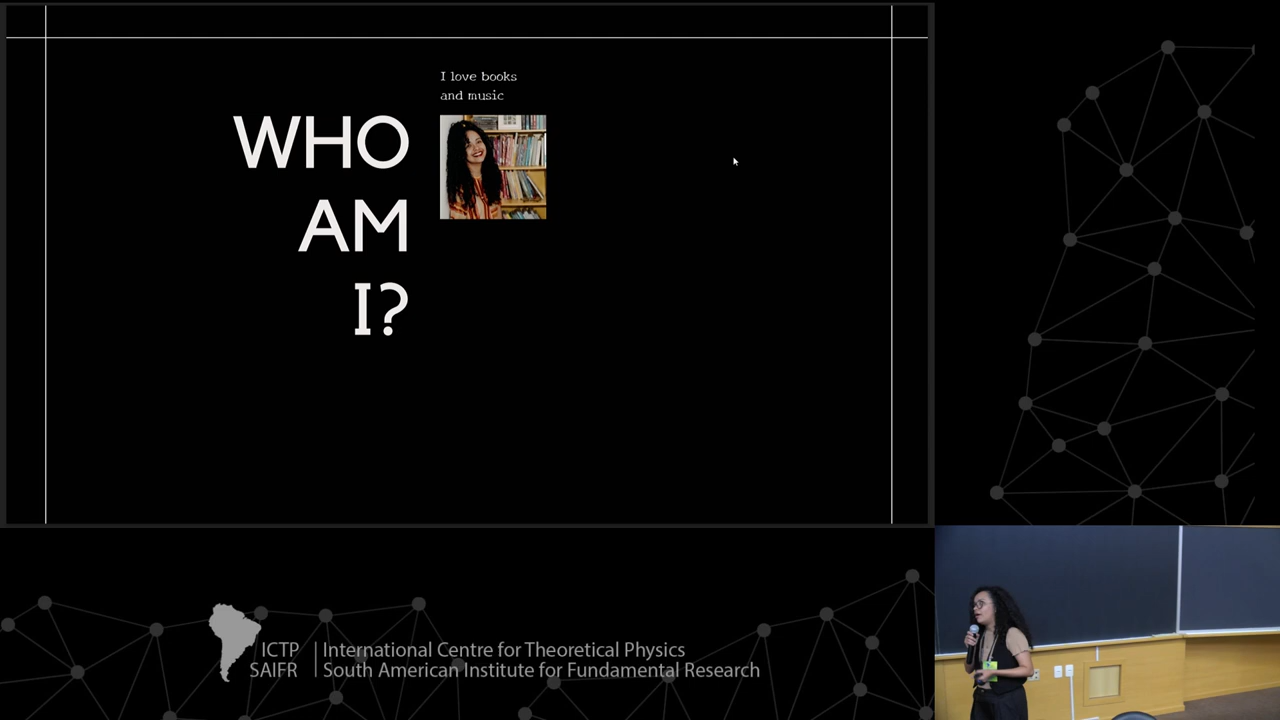 I love books
and music
WHO
AM
I?
ICTP
SAIFR
International Centre for Theoretical Physics
South American Institute for Fundamental Research